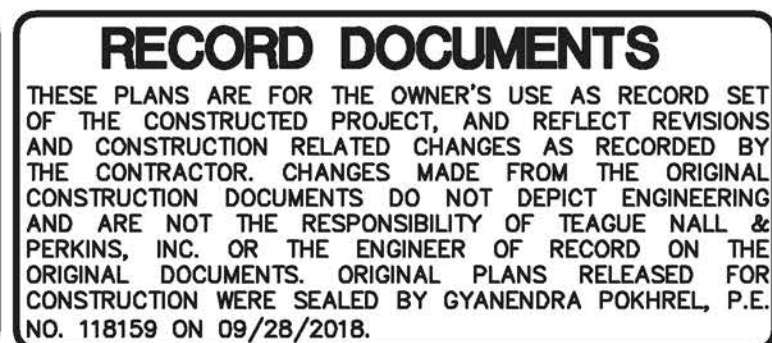 RECORD DOCUMENTS
THESE PLANS ARE FOR THE OWNER'S USE AS RECORD SET
OF THE CONSTRUCTED PROJECT, AND REFLECT REVISIONS
AND CONSTRUCTION RELATED CHANGES AS RECORDED BY
THE CONTRACTOR. CHANGES MADE FROM THE ORIGINAL
CONSTRUCTION DOCUMENTS DO NOT DEPICT ENGINEERING
AND ARE NOT THE RESPONSIBILITY OF TEAGUE NALL &
PERKINS, INC. OR THE ENGINEER OF RECORD ON THE
ORIGINAL DOCUMENTS. ORIGINAL PLANS RELEASED FOR
CONSTRUCTION WERE SEALED BY GYANENDRA POKHREL, P.E.
NO. 118159 ON 09/28/2018.